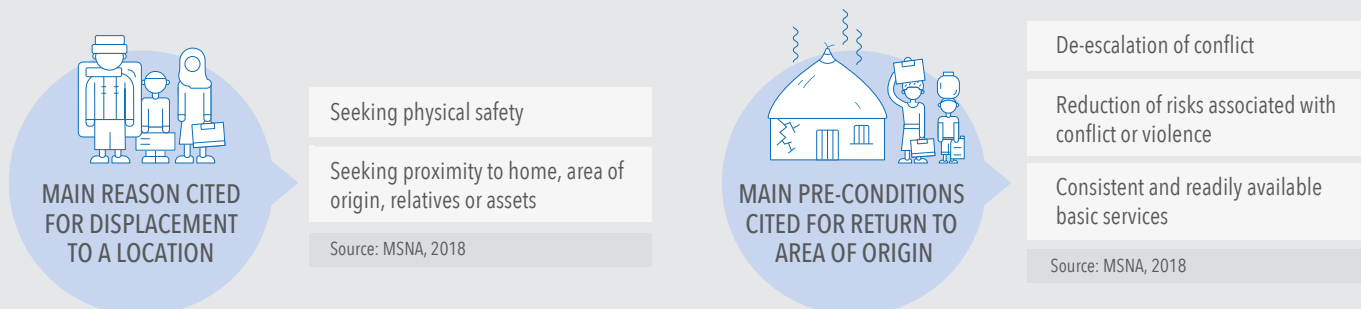 MAIN REASON CITED
FOR DISPLACEMENT
TO A LOCATION
Seeking physical safety
Seeking proximity to home, area of
origin, relatives or assets
Source: MSNA, 2018
MAIN PRE-CONDITIONS
CITED FOR RETURN TO
AREA OF ORIGIN
De-escalation of conflict
Reduction of risks associated with
conflict or violence
Consistent and readily available
basic services
Source: MSNA, 2018